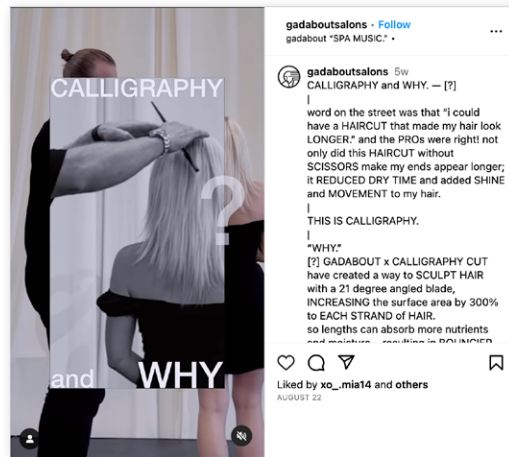 CALLIGRAPHY
?
and WHY
gadaboutsalons · Follow
gadabout “SPA MUSIC.” •
gadaboutsalons 5w
CALLIGRAPHY and WHY. — [?]
|
word on the street was that “i could
have a HAIRCUT that made my hair look
LONGER.” and the PROs were right! not
only did this HAIRCUT without
SCISSORS make my ends appear longer;
it REDUCED DRY TIME and added SHINE
and MOVEMENT to my hair.
|
THIS IS CALLIGRAPHY.
|
“WHY.”
[?] GADABOUT x CALLIGRAPHY CUT
have created a way to SCULPT HAIR
with a 21 degree angled blade,
INCREASING the surface area by 300%
to EACH STRAND of HAIR.
so lengths can absorb more nutrients
and moisture... resulting in BOUNCIER
Liked by xo_.mia14 and others
AUGUST 22